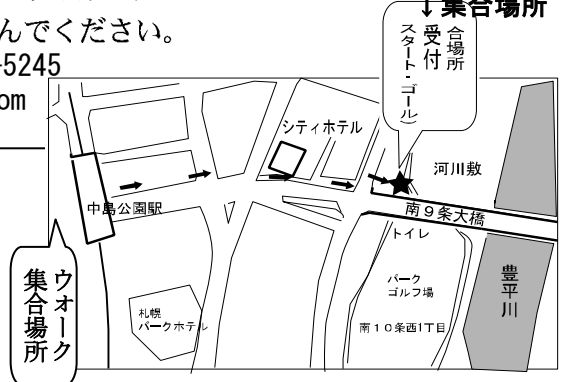 んでください。
↓集合場所
5245
om
合場所
受付
スタート・ゴール)
シティホテル
河川敷
中島公園駅
南9条大橋
トイレ
ウオーク
集合場所
札幌
パークホテル
パーク
ゴルフ場
南10条西1丁目
豊平川